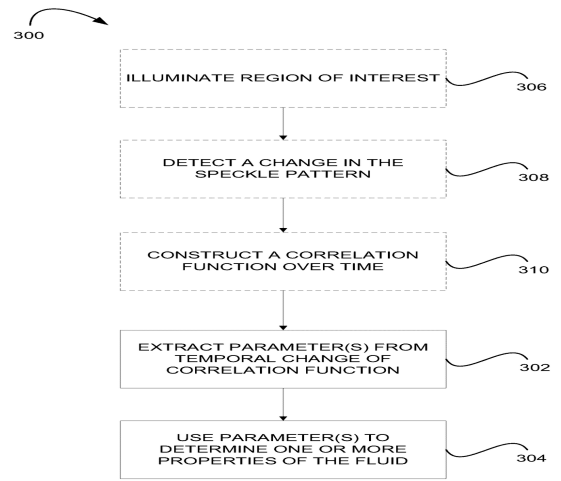 300
ILLUMINATE REGION OF INTEREST
306
DETECT A CHANGE IN THE
SPECKLE PATTERN
308
CONSTRUCT A CORRELATION
FUNCTION OVER TIME
310
EXTRACT PARAMETER(S) FROM
TEMPORAL CHANGE OF
CORRELATION FUNCTION
302
USE PARAMETER(S) TO
DETERMINE ONE OR MORE
PROPERTIES OF THE FLUID
304